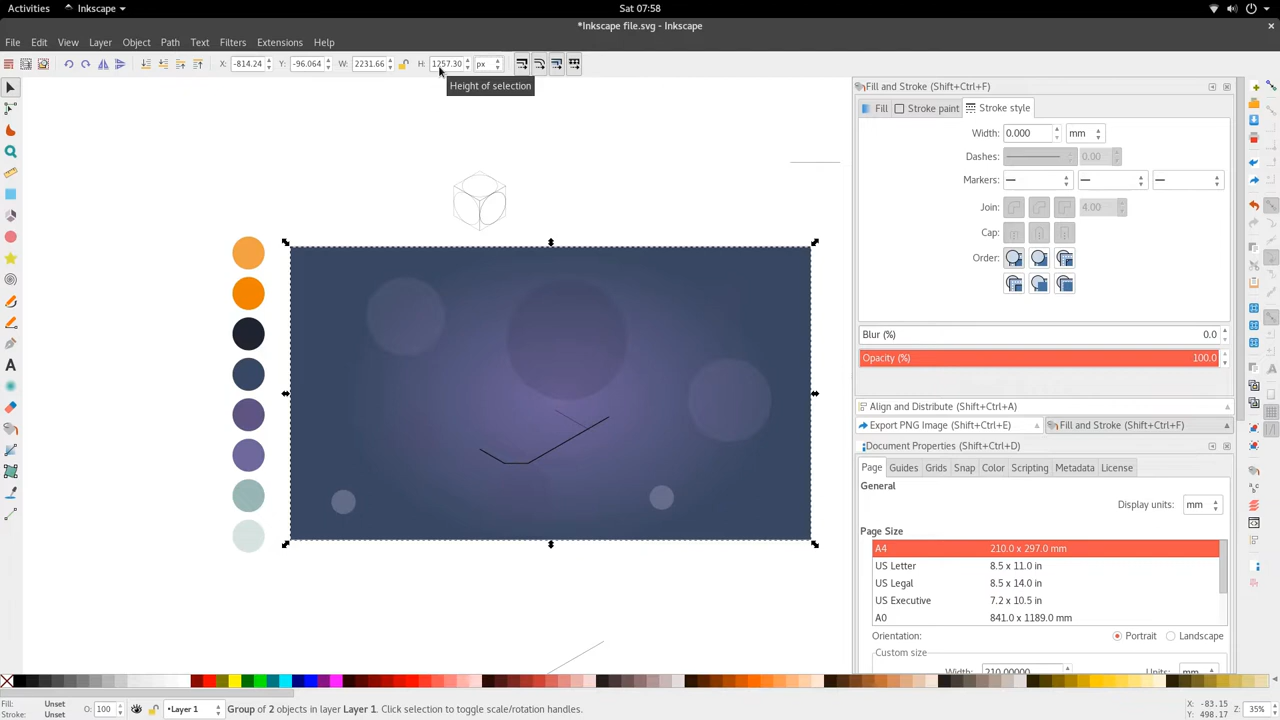 Activities Inkscape Sat 07:58
*Inkscape file.svg - Inkscape
File Edit View Layer Object Path Text Filters Extensions Help
X: -814.24 Y: -96.064 W: 2231.66 H: 1257.30 px
Height of selection
Fill and Stroke (Shift+Ctrl+F)
Fill Stroke paint Stroke style
Width: 0.000 mm
Dashes: 0.00
Markers:
Join: 4.00
Cap:
Order:
Blur (%) 0.0
Opacity (%) 100.0
Align and Distribute (Shift+Ctrl+A)
Export PNG Image (Shift+Ctrl+E) Fill and Stroke (Shift+Ctrl+F)
Document Properties (Shift+Ctrl+D)
Page Guides Grids Snap Color Scripting Metadata License
General
Display units: mm
Page Size
A4 210.0 x 297.0 mm
US Letter 8.5 x 11.0 in
US Legal 8.5 x 14.0 in
US Executive 7.2 x 10.5 in
A0 841.0 x 1189.0 mm
Orientation: Portrait Landscape
Custom size
Width: 210.00000 Units: mm
Fill: Unset
Stroke: Unset
O: 100 •Layer 1 Group of 2 objects in layer Layer 1. Click selection to toggle scale/rotation handles.
X: -83.15
Y: 498.17
Z: 35%